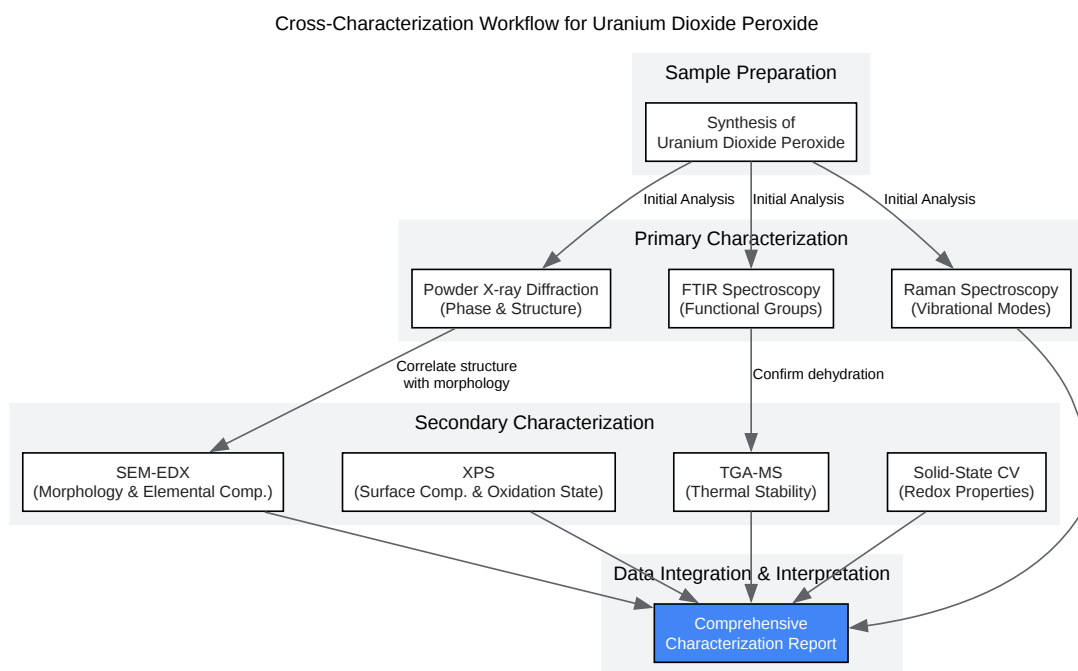 Cross-Characterization Workflow for Uranium Dioxide Peroxide
Sample Preparation
Synthesis of
Uranium Dioxide Peroxide
Initial Analysis
Initial Analysis
Initial Analysis
Primary Characterization
Powder X-ray Diffraction
(Phase & Structure)
FTIR Spectroscopy
(Functional Groups)
Raman Spectroscopy
(Vibrational Modes)
Correlate structure
with morphology
Confirm dehydration
Secondary Characterization
SEM-EDX
(Morphology & Elemental Comp.)
XPS
(Surface Comp. & Oxidation State)
TGA-MS
(Thermal Stability)
Solid-State CV
(Redox Properties)
Data Integration & Interpretation
Comprehensive
Characterization Report